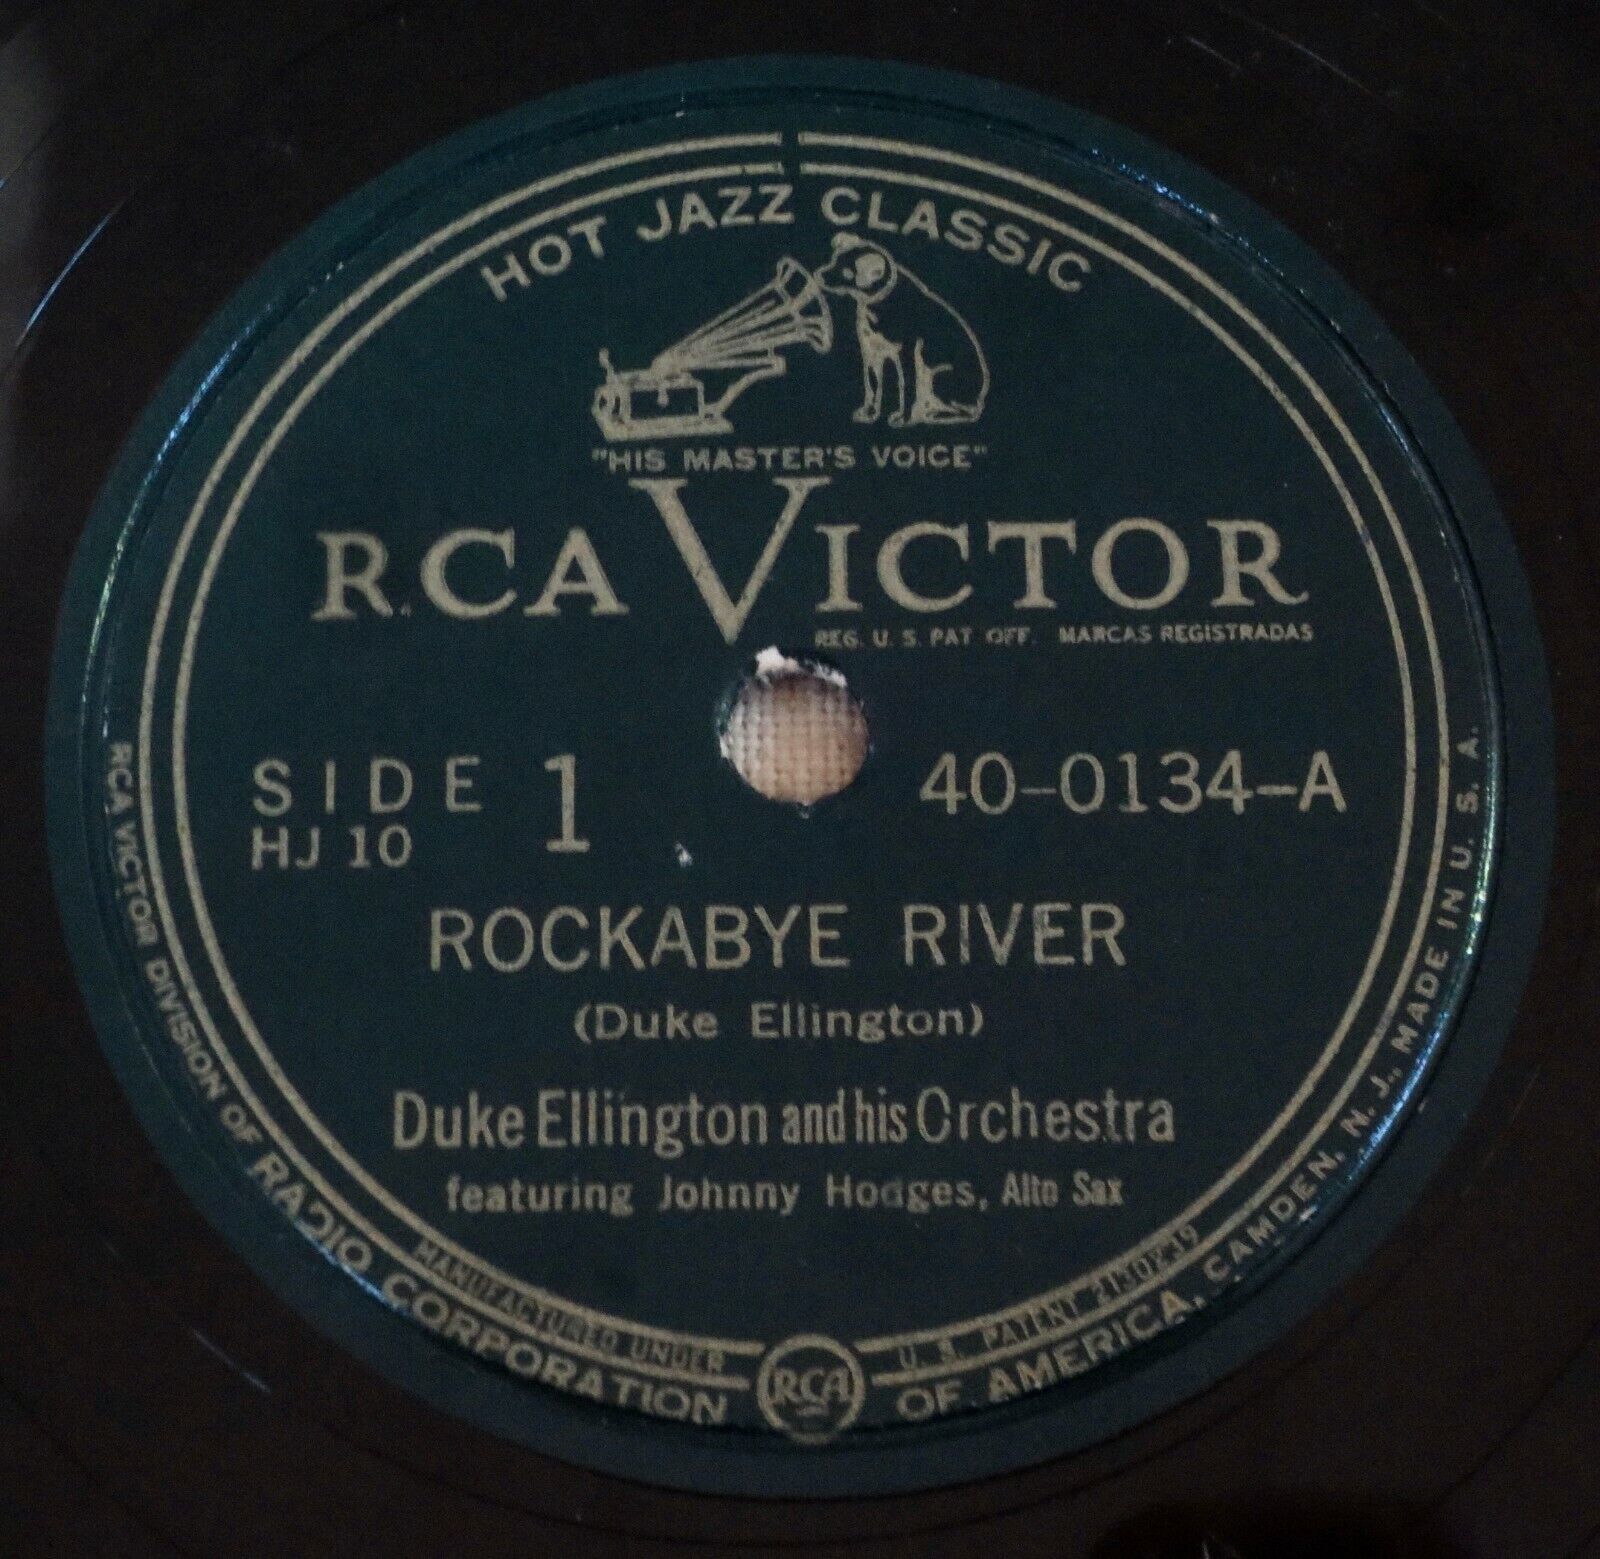 HOT JAZZ CLASSIC
"HIS MASTER'S VOICE"
RCA VICTOR
REG. U. S. PAT. OFF. MARCAS REGISTRADAS
SIDE 1
HJ 10
40-0134-A
ROCKABYE RIVER
(Duke Ellington)
Duke Ellington and his Orchestra
featuring Johnny Hodges, Alto Sax
MANUFACTURED UNDER U. S. PATENT 2130239
RCA
RCA VICTOR DIVISION OF RADIO CORPORATION OF AMERICA, CAMDEN, N. J., MADE IN U. S. A.